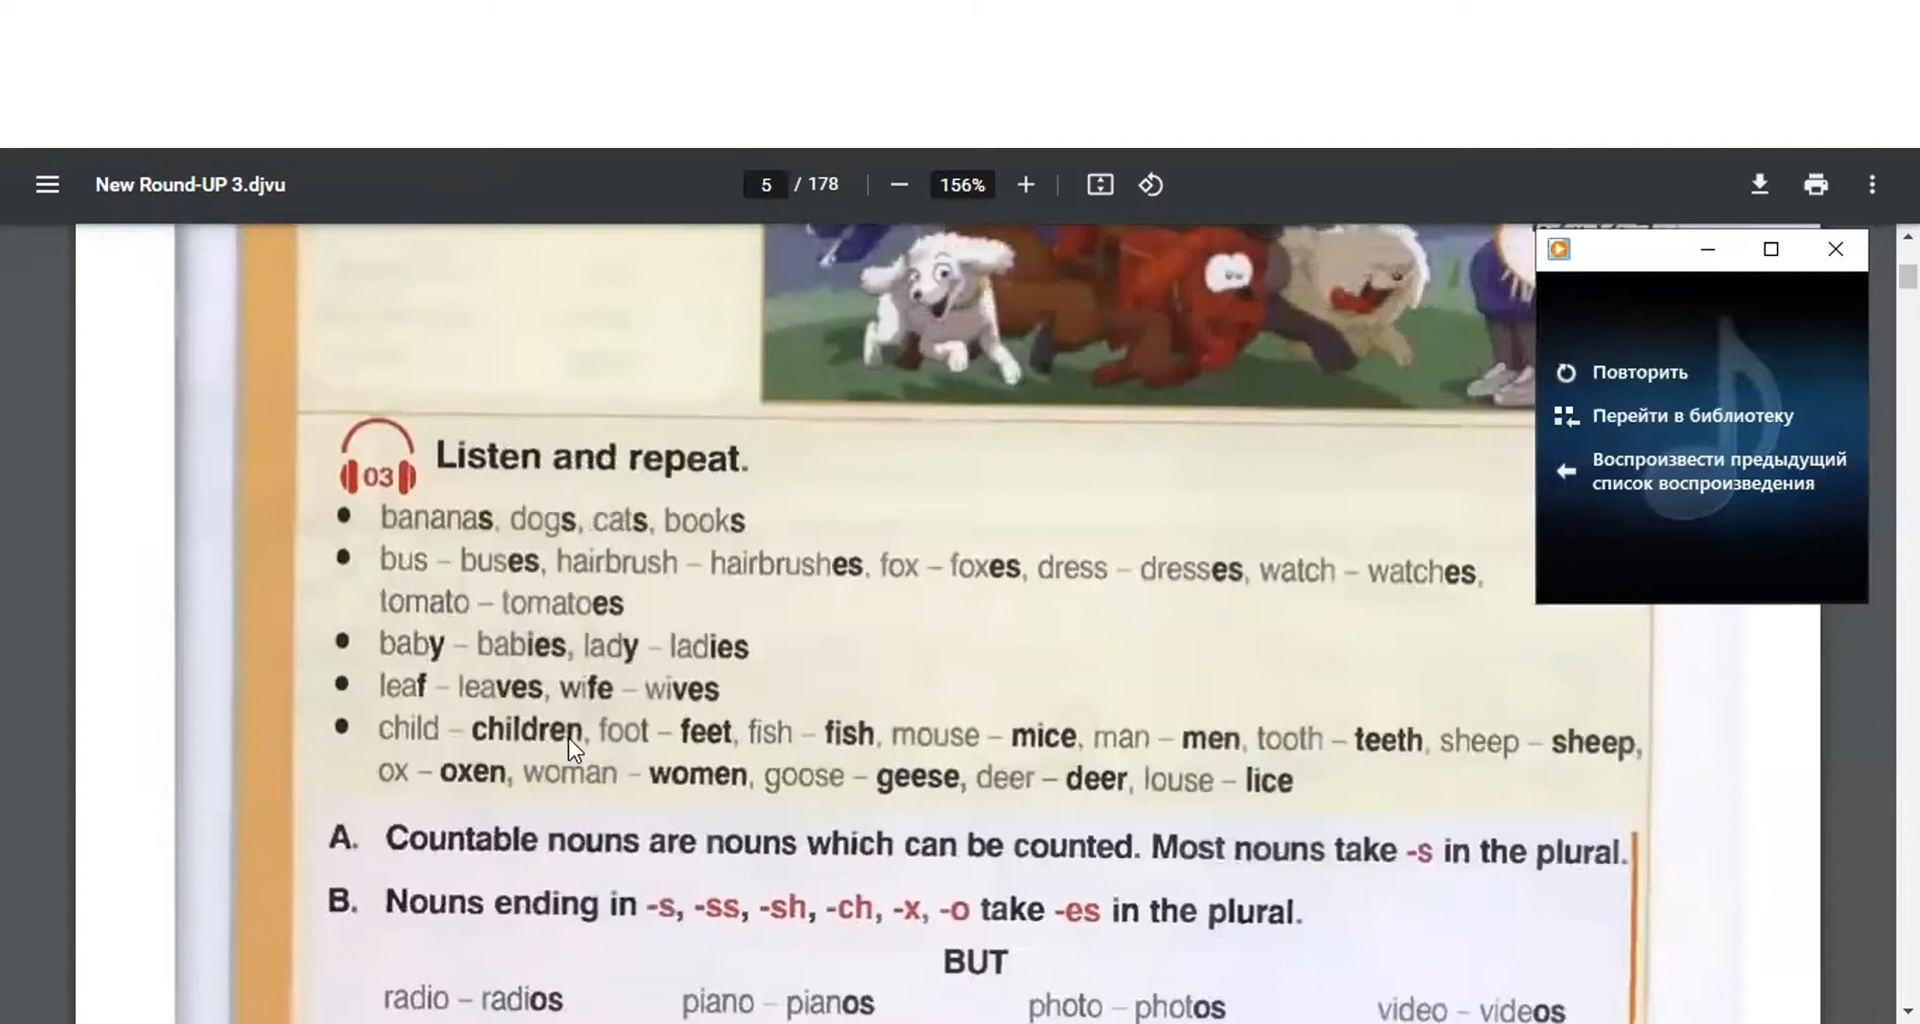 New Round-UP 3.djvu
5 / 178
156%
Повторить
Перейти в библиотеку
Воспроизвести предыдущий
список воспроизведения
03 Listen and repeat.
• bananas, dogs, cats, books
• bus – buses, hairbrush – hairbrushes, fox – foxes, dress – dresses, watch – watches,
tomato – tomatoes
• baby – babies, lady – ladies
• leaf – leaves, wife – wives
• child – children, foot – feet, fish – fish, mouse – mice, man – men, tooth – teeth, sheep – sheep,
ox – oxen, woman – women, goose – geese, deer – deer, louse – lice
A. Countable nouns are nouns which can be counted. Most nouns take -s in the plural.
B. Nouns ending in -s, -ss, -sh, -ch, -x, -o take -es in the plural.
BUT
radio – radios piano – pianos photo – photos video – videos